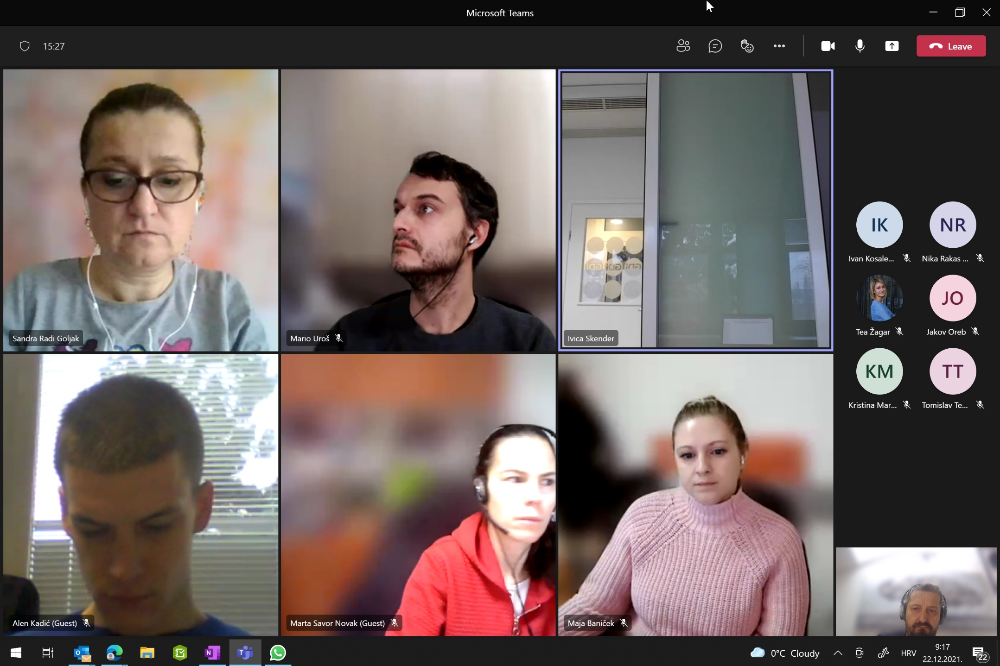 Microsoft Teams
15:27
Leave
Sandra Radi Goljak
Mario Uroš
Ivica Skender
IK
NR
Ivan Kosale...
Nika Rakas ...
JO
Tea Žagar
Jakov Oreb
KM
TT
Kristina Mar...
Tomislav Te...
Alen Kadić (Guest)
Marta Savor Novak (Guest)
Maja Baniček
0°C Cloudy
HRV
9:17
22.12.2021.
22